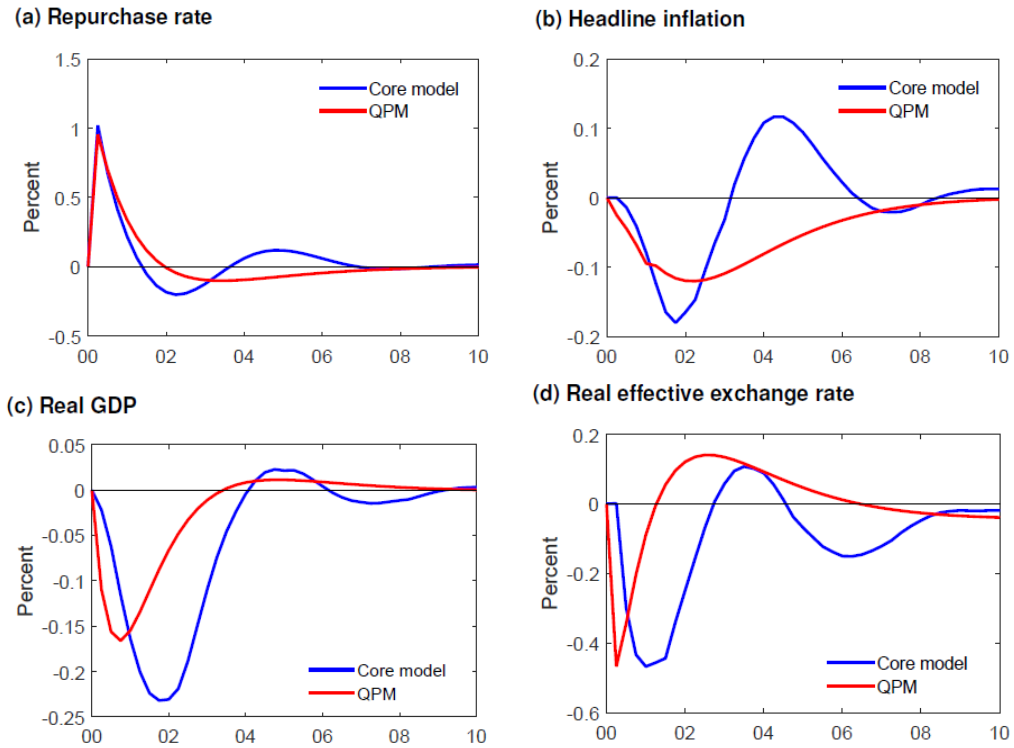 (a) Repurchase rate
Percent
1.5
1
0.5
0
-0.5
00 02 04 06 08 10
Core model
QPM
(b) Headline inflation
Percent
0.2
0.1
0
-0.1
-0.2
00 02 04 06 08 10
Core model
QPM
(c) Real GDP
Percent
0.05
0
-0.05
-0.1
-0.15
-0.2
-0.25
00 02 04 06 08 10
Core model
QPM
(d) Real effective exchange rate
Percent
0.2
0
-0.2
-0.4
-0.6
00 02 04 06 08 10
Core model
QPM